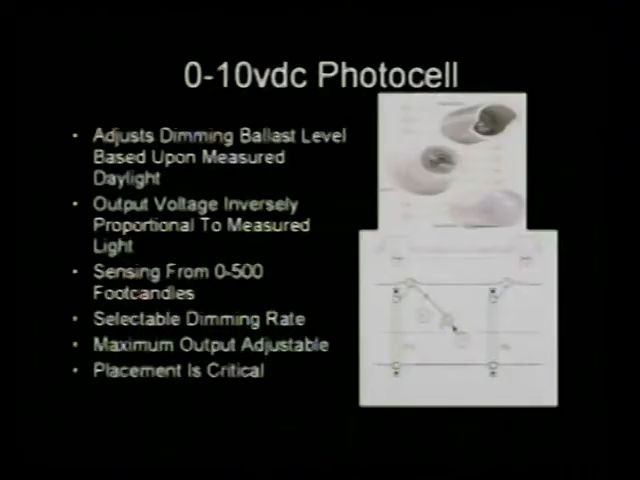 0-10vdc Photocell
• Adjusts Dimming Ballast Level
Based Upon Measured
Daylight
• Output Voltage Inversely
Proportional To Measured
Light
• Sensing From 0-500
Footcandles
• Selectable Dimming Rate
• Maximum Output Adjustable
• Placement Is Critical